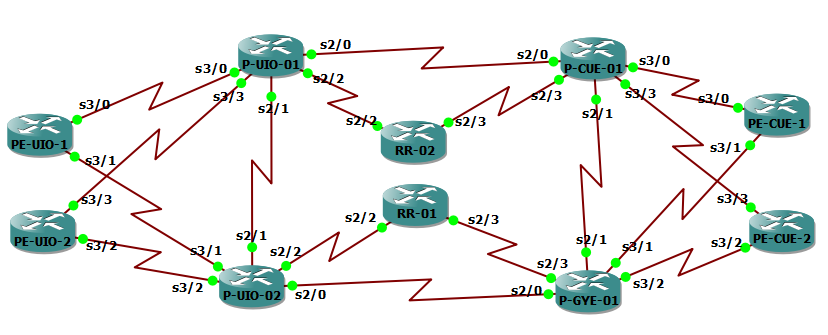 s2/0
P-UIO-01
s3/0
s2/2
s3/3
s2/1
s2/0
P-CUE-01
s3/0
s3/3
s2/3
s2/1
s3/0
PE-UIO-1
s3/1
s2/2
s2/3
RR-02
s3/0
PE-CUE-1
s3/1
s3/3
PE-UIO-2
s3/2
RR-01
s2/2
s2/3
s3/3
PE-CUE-2
s3/2
s2/1
s3/1
s2/2
s3/2
P-UIO-02
s2/0
s2/1
s3/1
s2/3
s2/0
P-GYE-01
s3/2